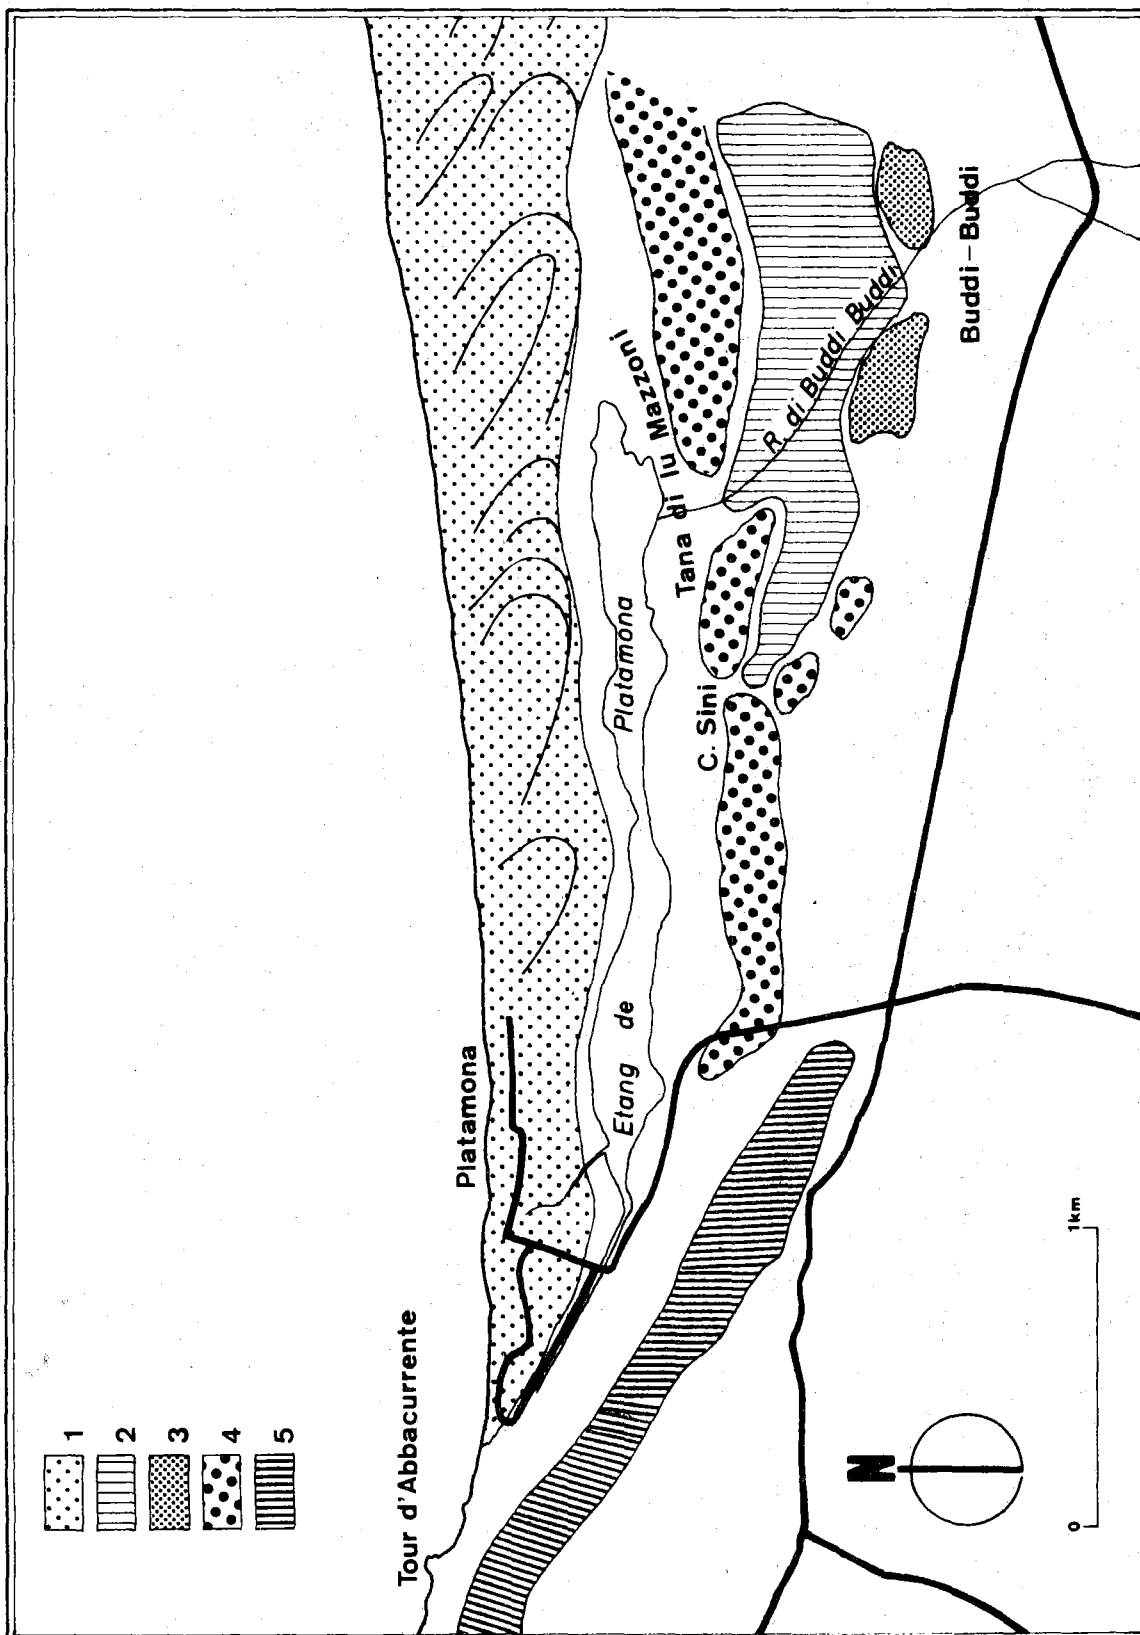 1
2
3
4
5
Tour d'Abbacurrente
Platamona
Etang de Platamona
Tana di lu Mazzoni
C. Sini
R. di Buddi Buddi
Buddi–Buddi
N
0 1km